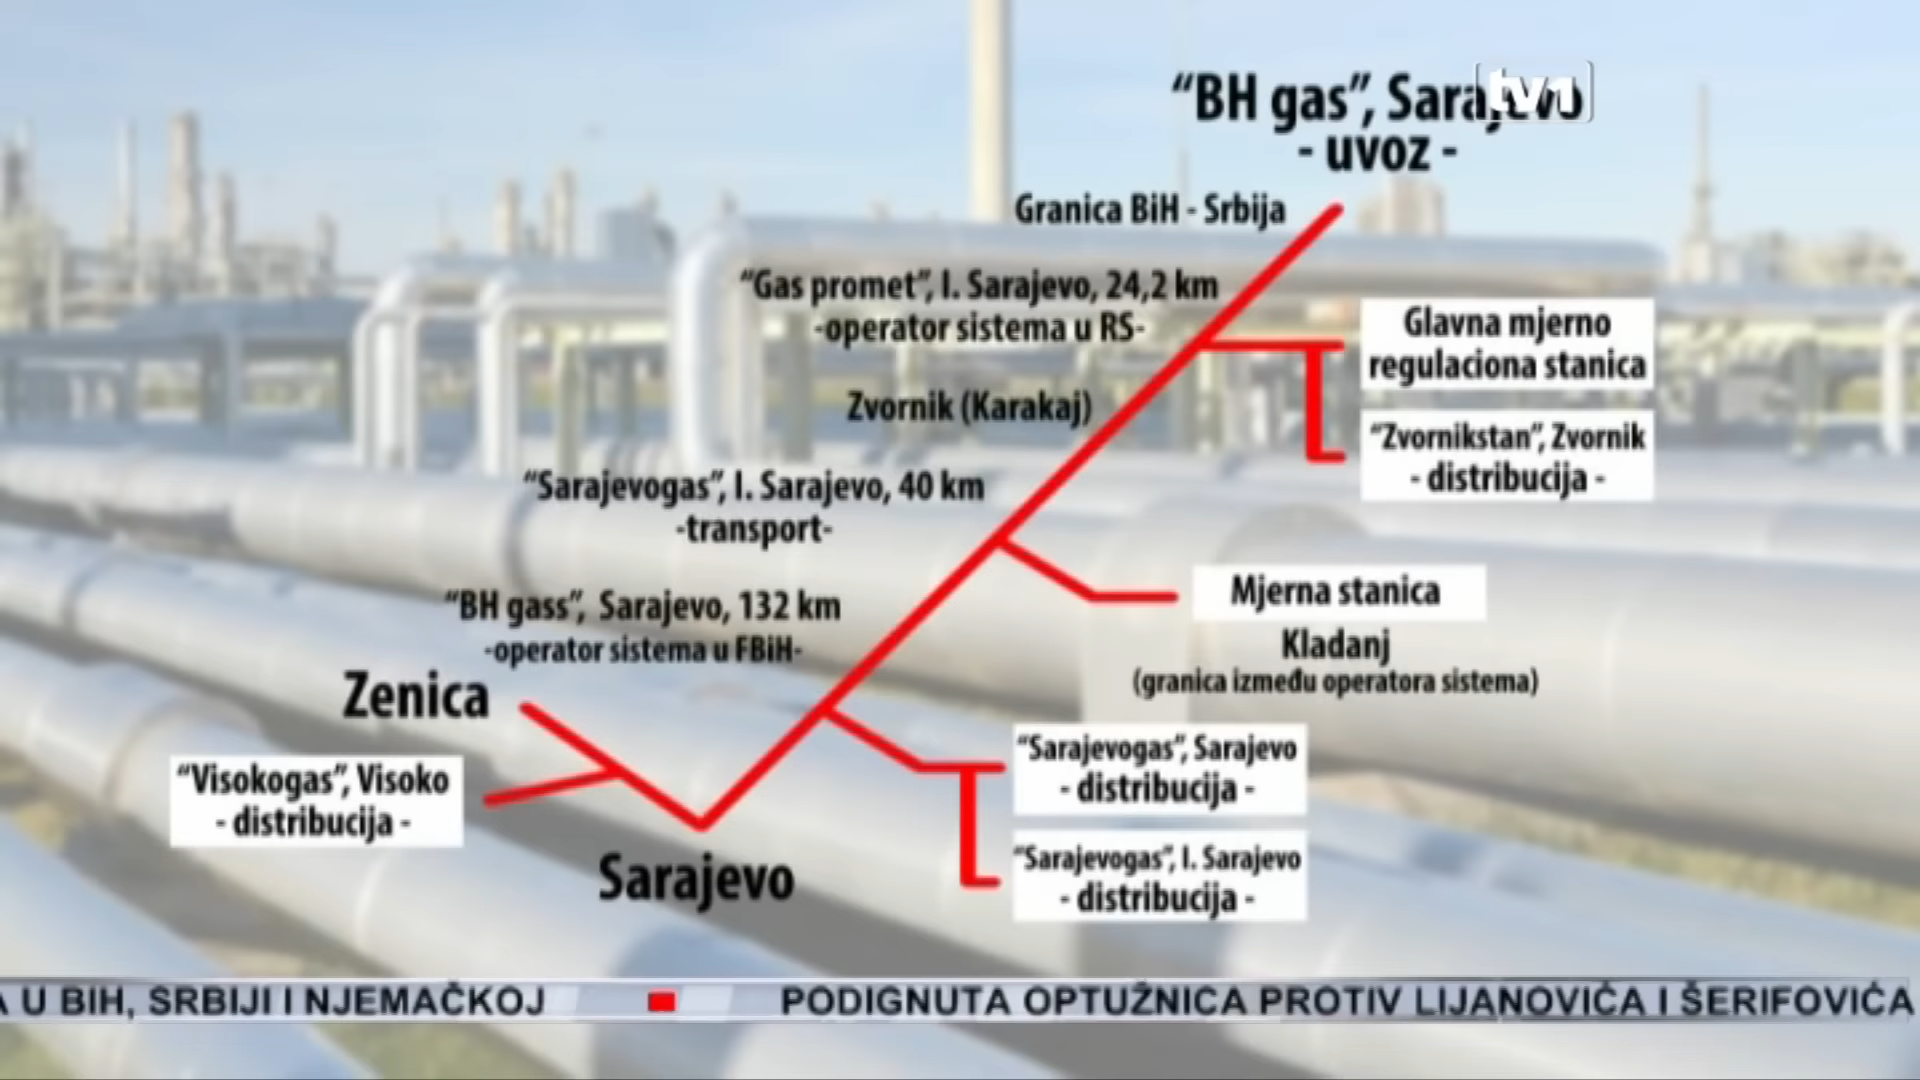 "BH gas", Sarajevo
tv1
- uvoz -
Granica BiH - Srbija
"Gas promet", I. Sarajevo, 24,2 km
-operator sistema u RS-
Glavna mjerno
regulaciona stanica
Zvornik (Karakaj)
"Zvornikstan", Zvornik
- distribucija -
"Sarajevogas", I. Sarajevo, 40 km
-transport-
Mjerna stanica
Kladanj
(granica između operatora sistema)
"BH gass", Sarajevo, 132 km
-operator sistema u FBiH-
Zenica
"Visokogas", Visoko
- distribucija -
"Sarajevogas", Sarajevo
- distribucija -
"Sarajevogas", I. Sarajevo
- distribucija -
Sarajevo
A U BIH, SRBIJI I NJEMAČKOJ PODIGNUTA OPTUŽNICA PROTIV LIJANOVIĆA I ŠERIFOVIĆA